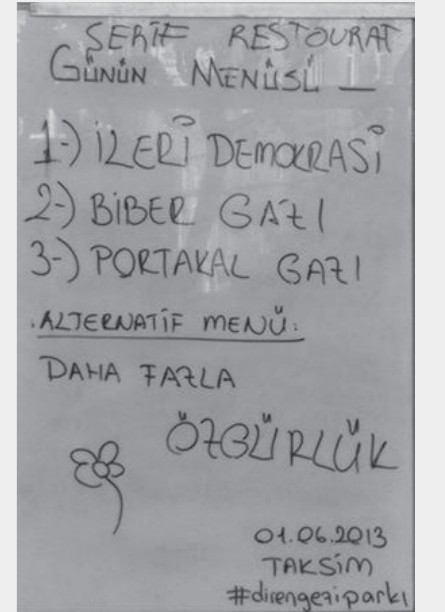 ŞERİF RESTOURAT
GÜNÜN MENÜSÜ
1-) İLERİ DEMOKRASİ
2-) BİBER GAZI
3-) PORTAKAL GAZI
.ALTERNATİF MENÜ:
DAHA FAZLA
ÖZGÜRLÜK
01.06.2013
TAKSİM
#direngeziparkı